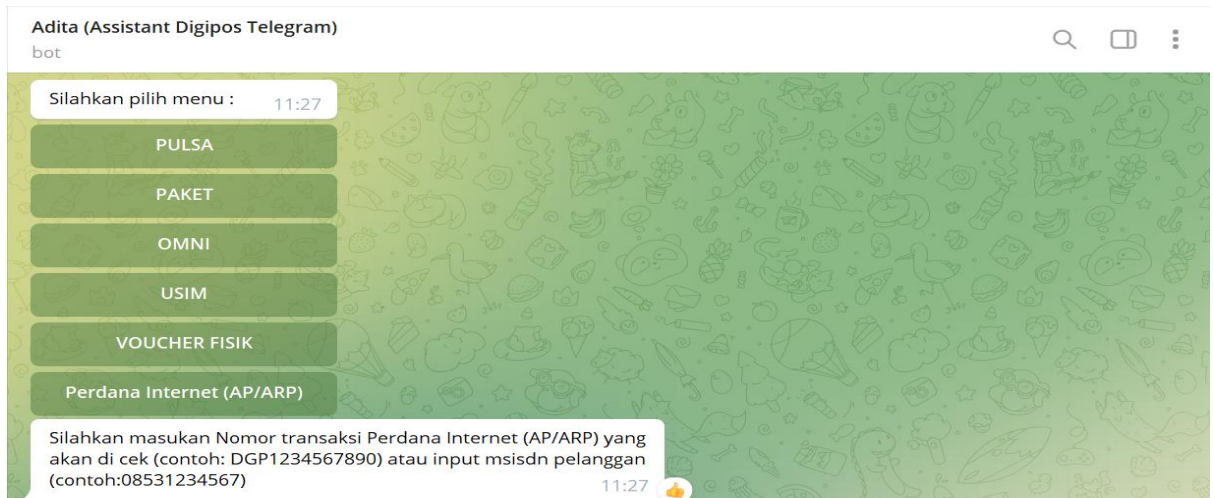 Adita (Assistant Digipos Telegram)
bot
Silahkan pilih menu :
11:27
PULSA
PAKET
OMNI
USIM
VOUCHER FISIK
Perdana Internet (AP/ARP)
Silahkan masukan Nomor transaksi Perdana Internet (AP/ARP) yang
akan di cek (contoh: DGP1234567890) atau input msisdn pelanggan
(contoh:08531234567)
11:27